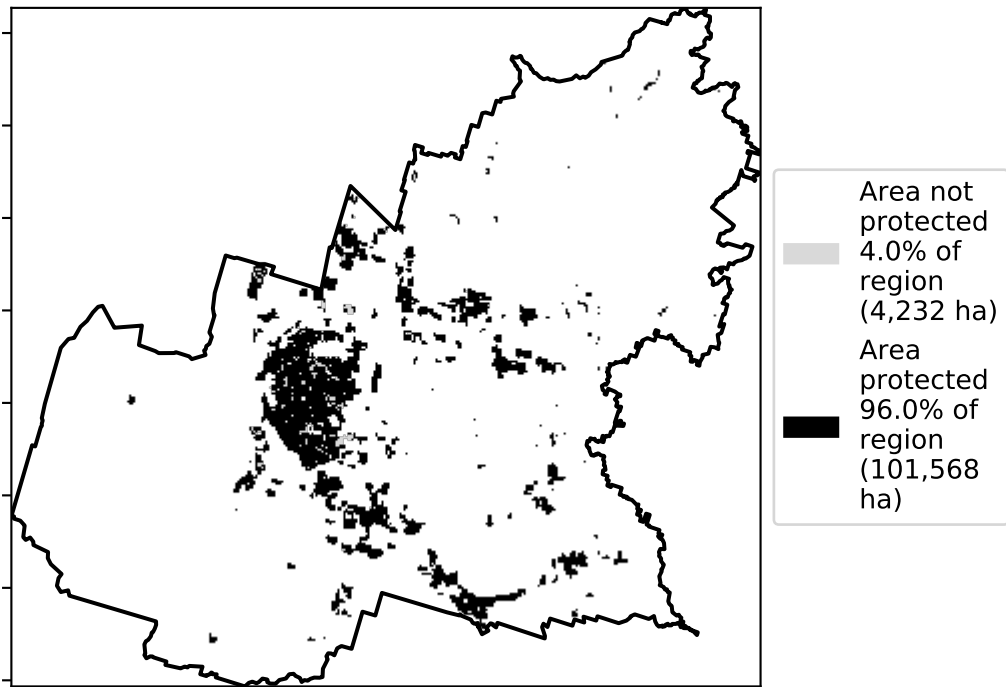 Area not
protected
4.0% of
region
(4,232 ha)
Area
protected
96.0% of
region
(101,568
ha)